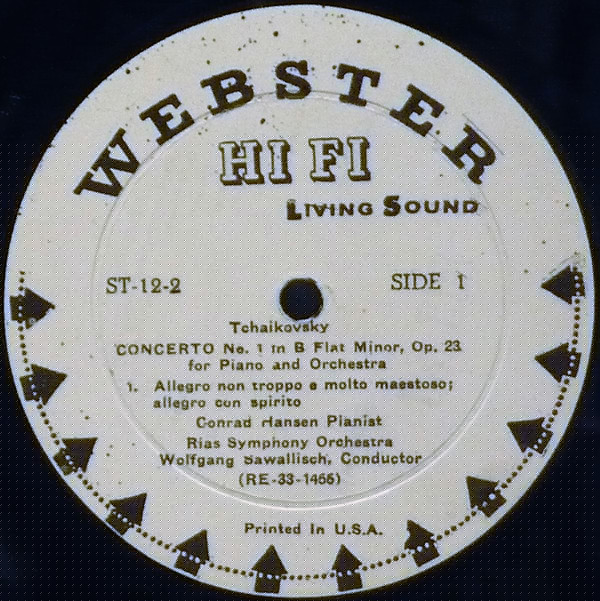 WEBSTER
HI FI
LIVING SOUND
ST-12-2
SIDE 1
Tchaikovsky
CONCERTO No. 1 in B Flat Minor, Op. 23
for Piano and Orchestra
1. Allegro non troppo e molto maestoso;
allegro con spirito
Conrad Hansen Pianist
Rias Symphony Orchestra
Wolfgang Sawallisch, Conductor
(RE-33-1456)
Printed In U.S.A.